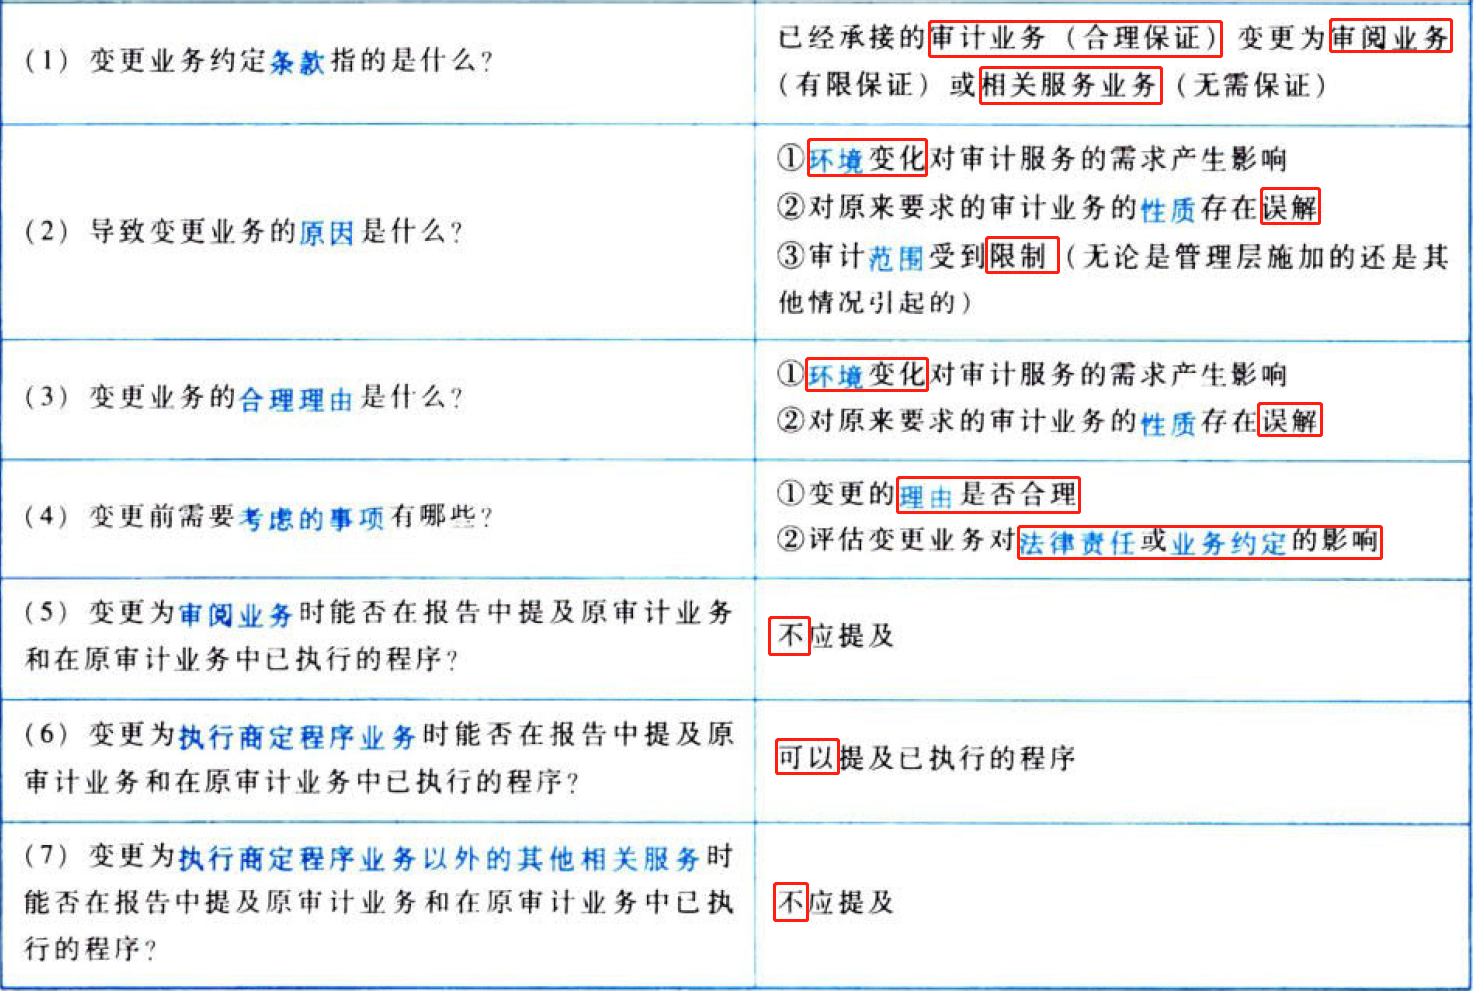 (1) 变更业务约定条款指的是什么?
已经承接的审计业务(合理保证)变更为审阅业务
(有限保证)或相关服务业务(无需保证)
(2) 导致变更业务的原因是什么?
①环境变化对审计服务的需求产生影响
②对原来要求的审计业务的性质存在误解
③审计范围受到限制(无论是管理层施加的还是其
他情况引起的)
(3) 变更业务的合理理由是什么?
①环境变化对审计服务的需求产生影响
②对原来要求的审计业务的性质存在误解
(4) 变更前需要考虑的事项有哪些?
①变更的理由是否合理
②评估变更业务对法律责任或业务约定的影响
(5) 变更为审阅业务时能否在报告中提及原审计业务
和在原审计业务中已执行的程序?
不应提及
(6) 变更为执行商定程序业务时能否在报告中提及原
审计业务和在原审计业务中已执行的程序?
可以提及已执行的程序
(7) 变更为执行商定程序业务以外的其他相关服务时
能否在报告中提及原审计业务和在原审计业务中已执
行的程序?
不应提及